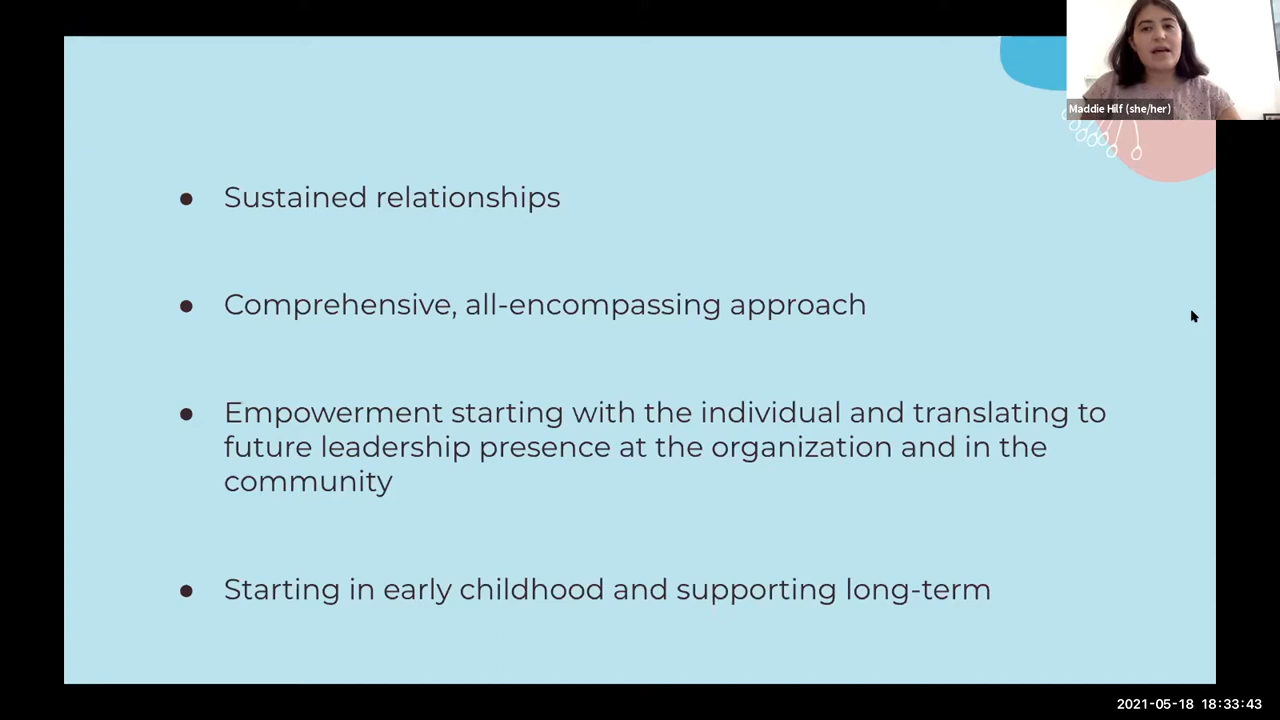 Maddie Hilf (she/her)
● Sustained relationships
● Comprehensive, all-encompassing approach
● Empowerment starting with the individual and translating to
future leadership presence at the organization and in the
community
● Starting in early childhood and supporting long-term
2021-05-18 18:33:43